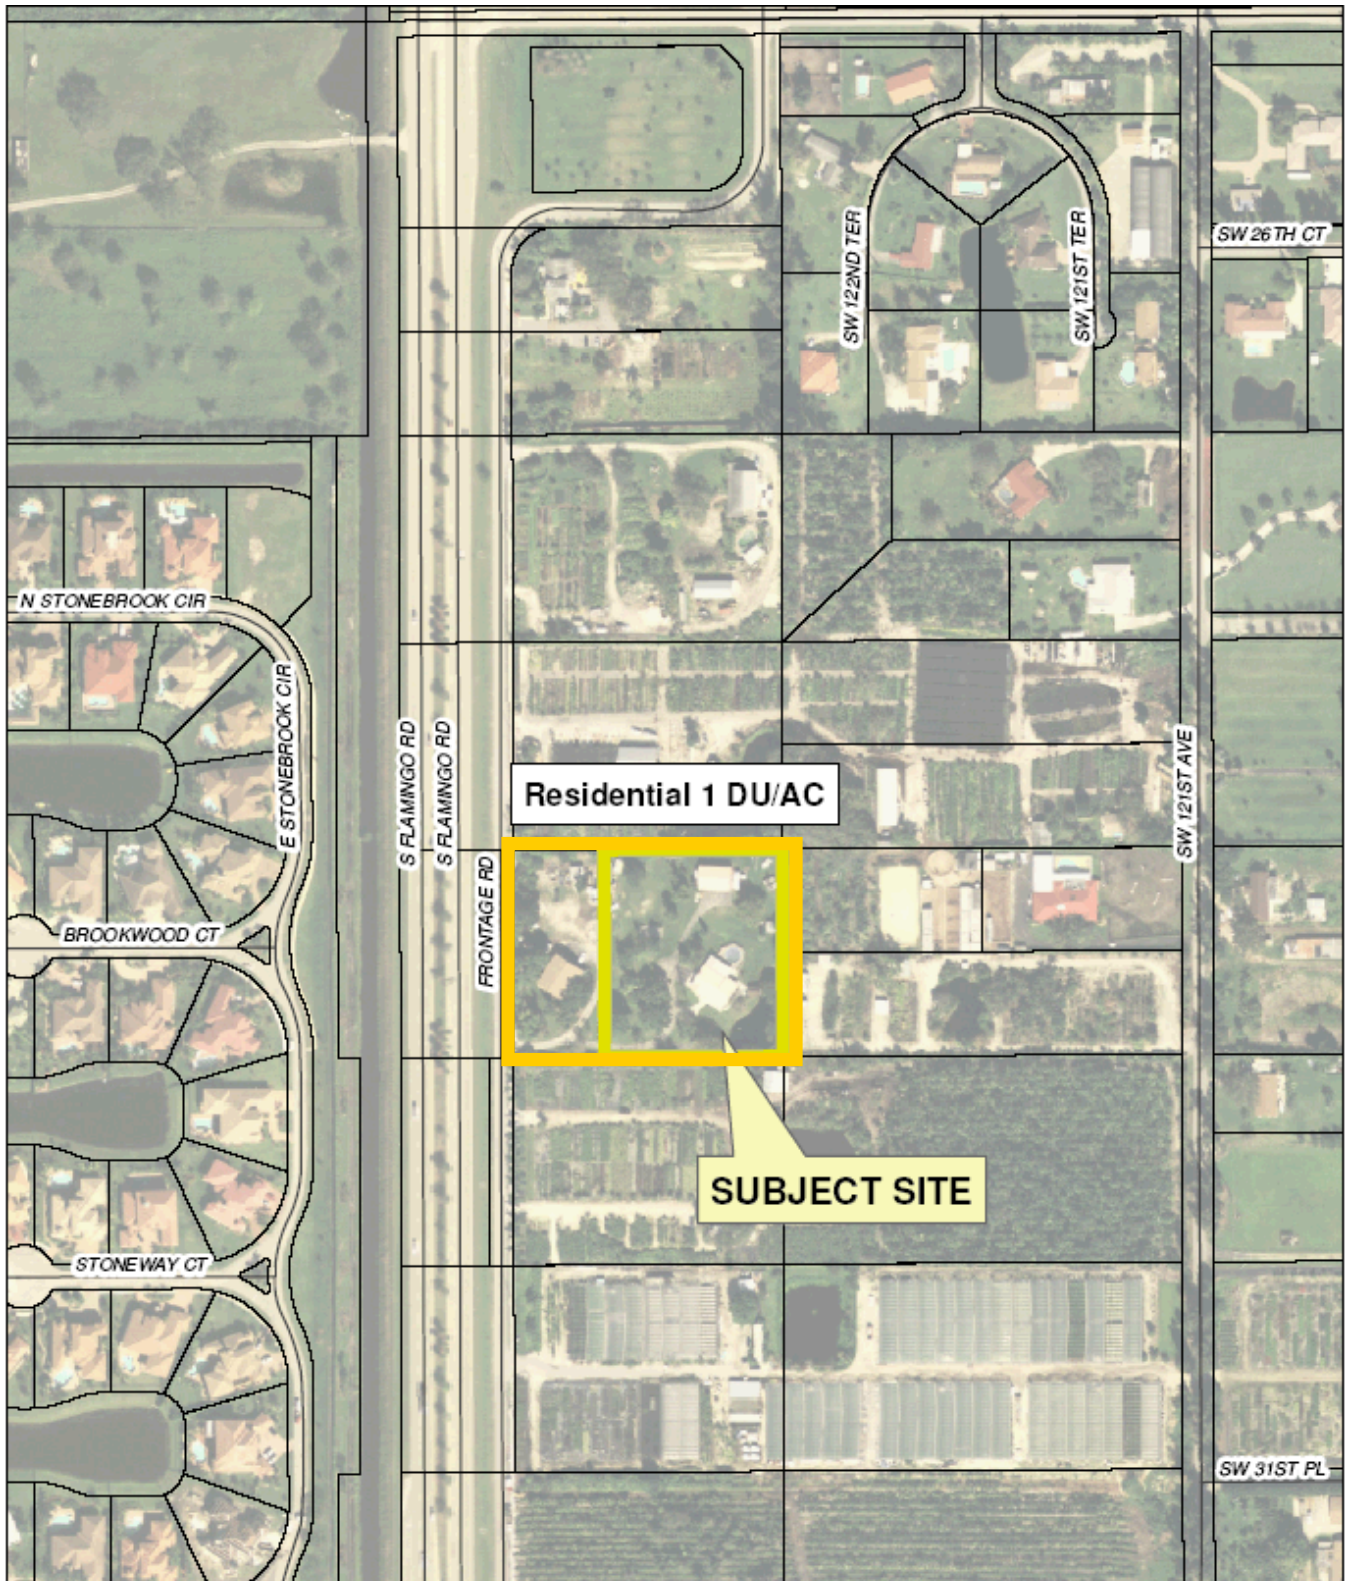 SW 26TH CT
SW 122ND TER
SW 121ST TER
N STONEBROOK CIR
E STONEBROOK CIR
S FLAMINGO RD
S FLAMINGO RD
SW 121ST AVE
Residential 1 DU/AC
FRONTAGE RD
BROOKWOOD CT
SUBJECT SITE
STONEWAY CT
SW 31ST PL